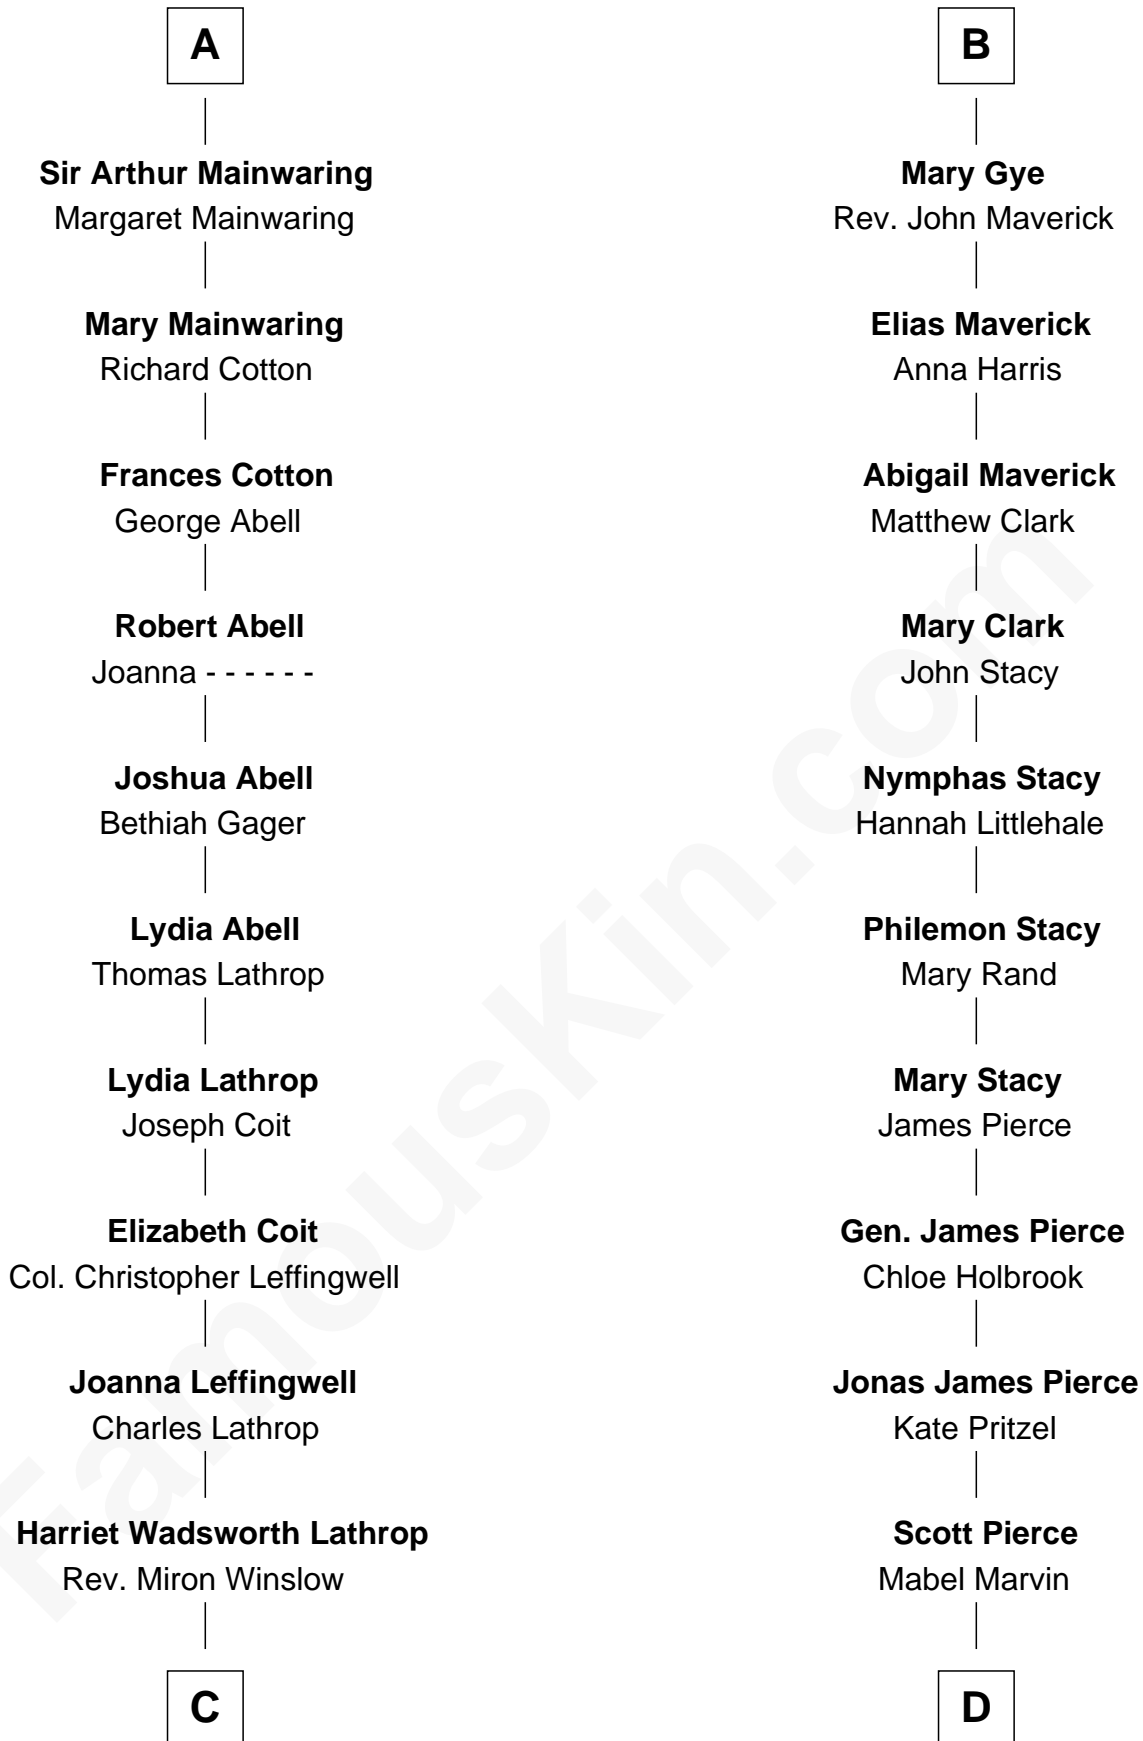 A
Sir Arthur Mainwaring
Margaret Mainwaring
Mary Mainwaring
Richard Cotton
Frances Cotton
George Abell
Robert Abell
Joanna - - - - - -
Joshua Abell
Bethiah Gager
Lydia Abell
Thomas Lathrop
Lydia Lathrop
Joseph Coit
Elizabeth Coit
Col. Christopher Leffingwell
Joanna Leffingwell
Charles Lathrop
Harriet Wadsworth Lathrop
Rev. Miron Winslow
C
B
Mary Gye
Rev. John Maverick
Elias Maverick
Anna Harris
Abigail Maverick
Matthew Clark
Mary Clark
John Stacy
Nymphas Stacy
Hannah Littlehale
Philemon Stacy
Mary Rand
Mary Stacy
James Pierce
Gen. James Pierce
Chloe Holbrook
Jonas James Pierce
Kate Pritzel
Scott Pierce
Mabel Marvin
D
FamousKin.com